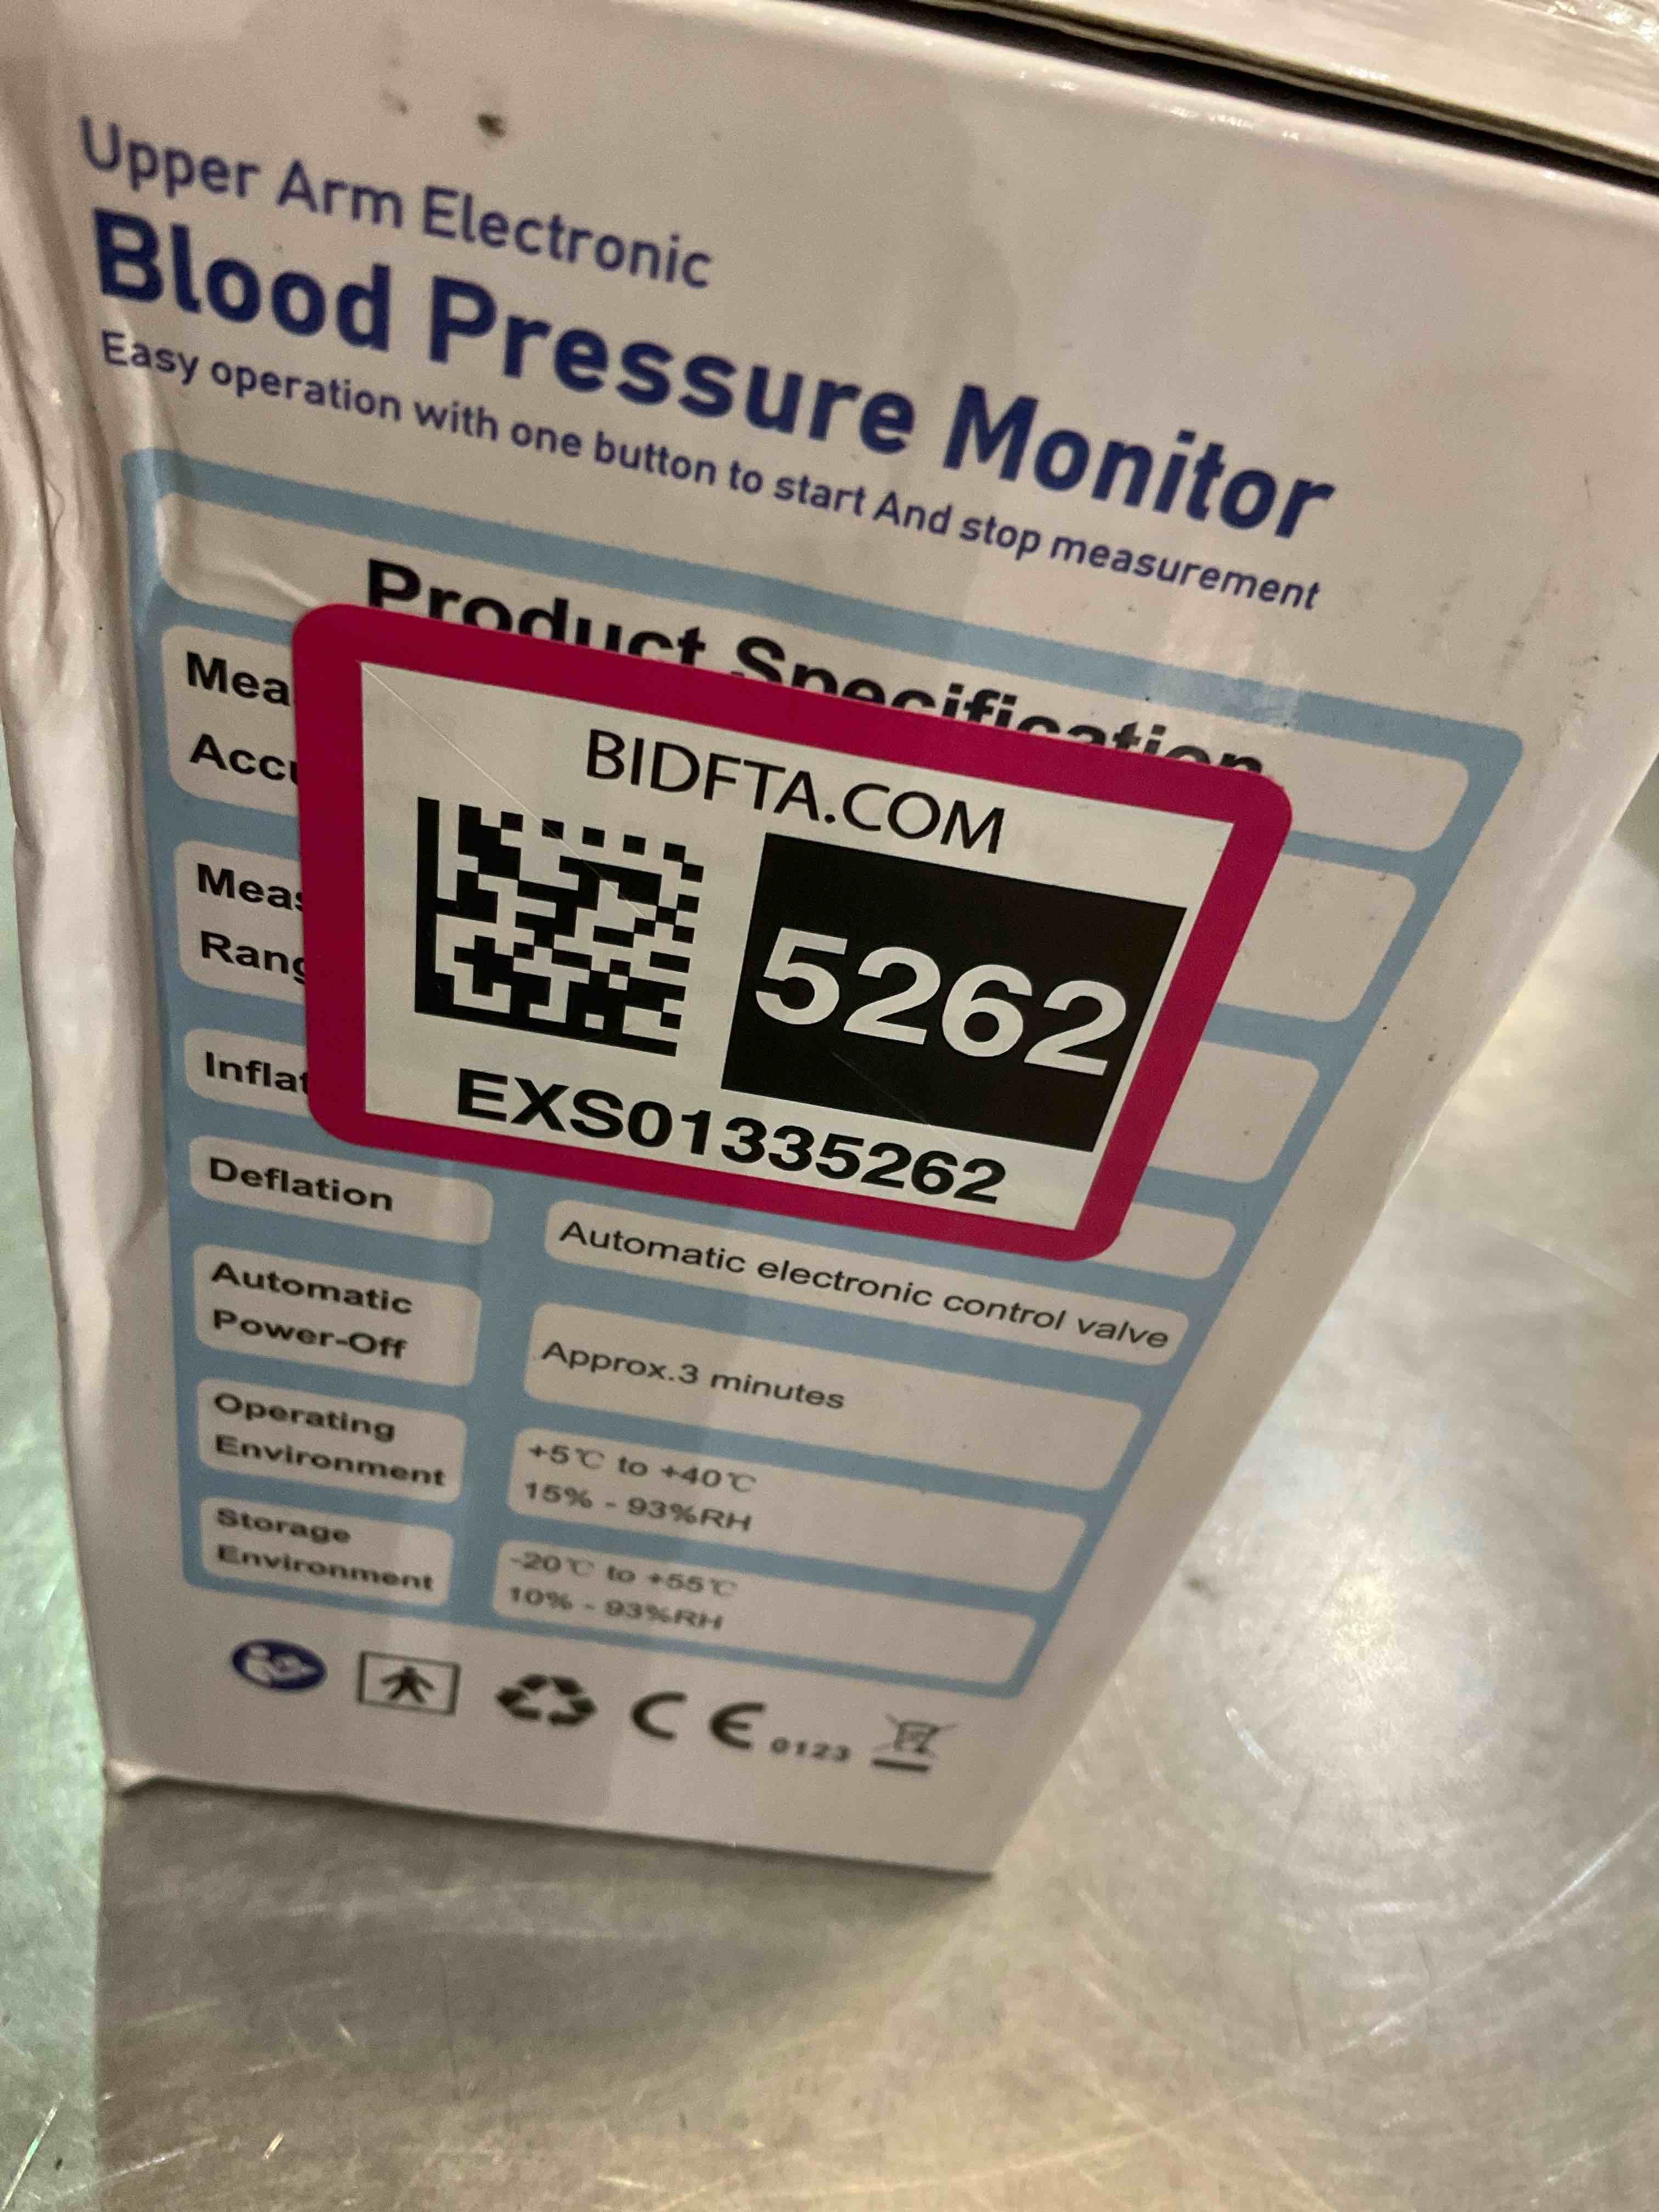 Upper Arm Electronic
Blood Pressure Monitor
Easy operation with one button to start And stop measurement
Product Specification
BIDFTA.COM
5262
EXS01335262
Deflation
Automatic electronic control valve
Automatic
Power-Off
Approx.3 minutes
Operating
Environment
+5℃ to +40℃
15% - 93%RH
Storage
Environment
-20℃ to +55℃
10% - 93%RH
CE 0123